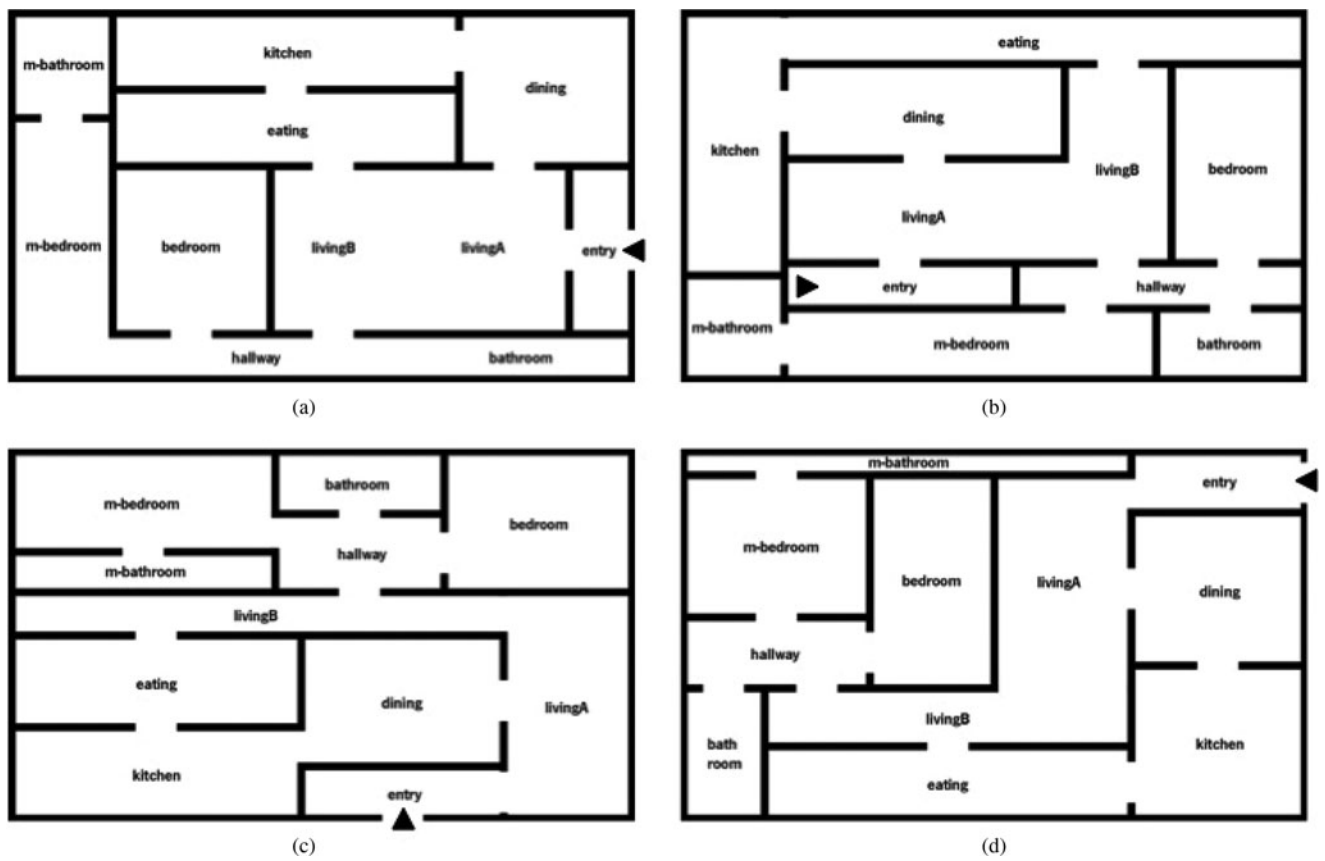 kitchen
m-bathroom
dining
eating
m-bedroom
bedroom
livingB
livingA
entry
hallway
bathroom
(a)
eating
dining
kitchen
livingB
bedroom
livingA
entry
hallway
m-bathroom
m-bedroom
bathroom
(b)
bathroom
m-bedroom
bedroom
hallway
m-bathroom
livingB
eating
dining
livingA
kitchen
entry
(c)
m-bathroom
entry
m-bedroom
bedroom
livingA
dining
hallway
livingB
bath
room
kitchen
eating
(d)